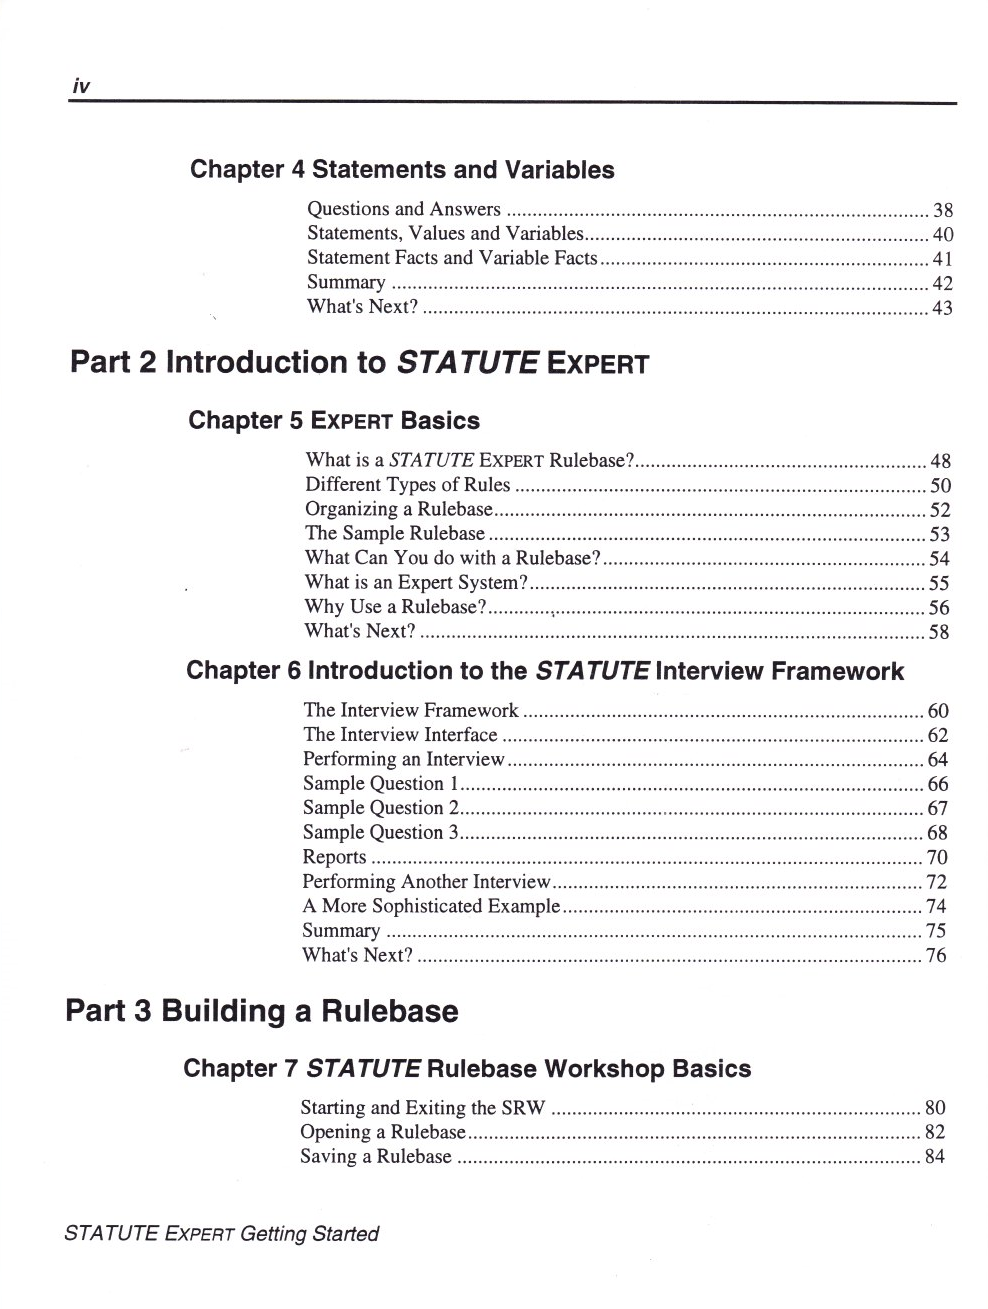 iv
Chapter 4 Statements and Variables
Questions and Answers ................................................................................. 38
Statements, Values and Variables.................................................................. 40
Statement Facts and Variable Facts ............................................................... 41
Summary ....................................................................................................... 42
What's Next? ................................................................................................. 43
Part 2 Introduction to STATUTE EXPERT
Chapter 5 EXPERT Basics
What is a STATUTE EXPERT Rulebase?........................................................ 48
Different Types of Rules ............................................................................... 50
Organizing a Rulebase................................................................................... 52
The Sample Rulebase .................................................................................... 53
What Can You do with a Rulebase?.............................................................. 54
What is an Expert System?............................................................................ 55
Why Use a Rulebase?.................................................................................... 56
What's Next? ................................................................................................. 58
Chapter 6 Introduction to the STATUTE Interview Framework
The Interview Framework ............................................................................. 60
The Interview Interface ................................................................................. 62
Performing an Interview................................................................................ 64
Sample Question 1......................................................................................... 66
Sample Question 2......................................................................................... 67
Sample Question 3......................................................................................... 68
Reports .......................................................................................................... 70
Performing Another Interview....................................................................... 72
A More Sophisticated Example..................................................................... 74
Summary ....................................................................................................... 75
What's Next? ................................................................................................. 76
Part 3 Building a Rulebase
Chapter 7 STATUTE Rulebase Workshop Basics
Starting and Exiting the SRW ....................................................................... 80
Opening a Rulebase....................................................................................... 82
Saving a Rulebase ......................................................................................... 84
STATUTE EXPERT Getting Started